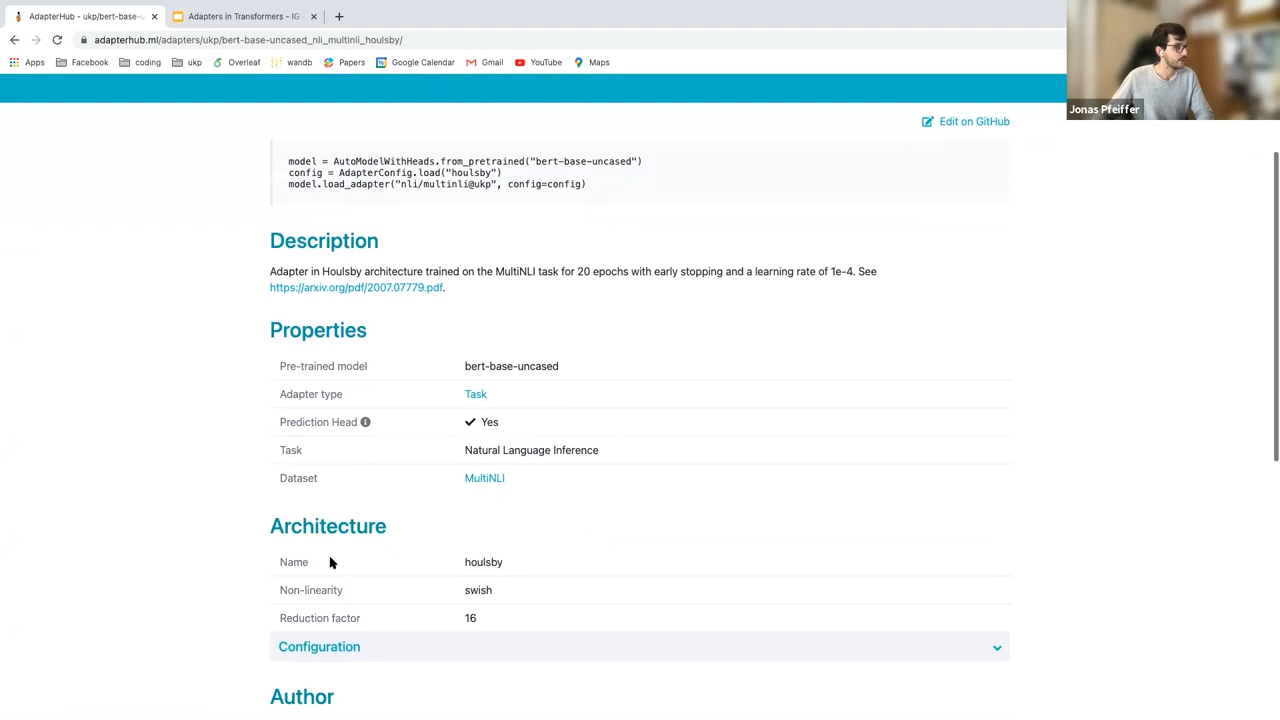 AdapterHub - ukp/bert-base-u
Adapters in Transformers - IG
adapterhub.ml/adapters/ukp/bert-base-uncased_nli_multinli_houlsby/
Apps Facebook coding ukp Overleaf wandb Papers Google Calendar Gmail YouTube Maps
Jonas Pfeiffer
Edit on GitHub
model = AutoModelWithHeads.from_pretrained("bert-base-uncased")
config = AdapterConfig.load("houlsby")
model.load_adapter("nli/multinli@ukp", config=config)
Description
Adapter in Houlsby architecture trained on the MultiNLI task for 20 epochs with early stopping and a learning rate of 1e-4. See
https://arxiv.org/pdf/2007.07779.pdf.
Properties
Pre-trained model bert-base-uncased
Adapter type Task
Prediction Head Yes
Task Natural Language Inference
Dataset MultiNLI
Architecture
Name houlsby
Non-linearity swish
Reduction factor 16
Configuration
Author